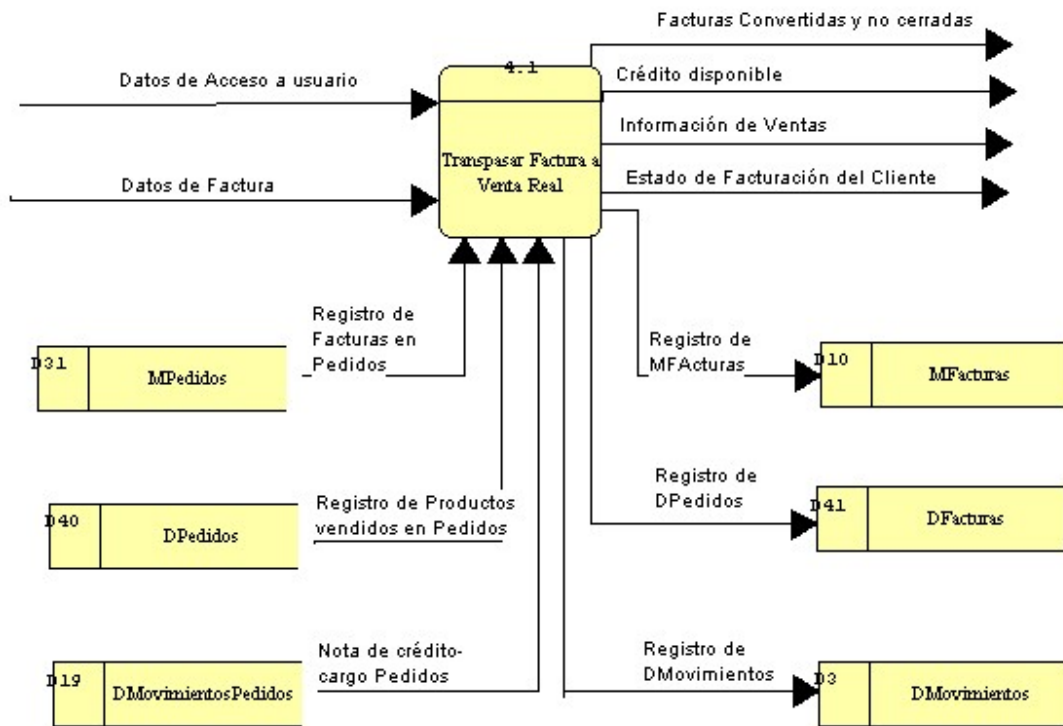 Facturas Convertidas y no cerradas
4.1
Datos de Acceso a usuario
Crédito disponible
Información de Ventas
Transpasar Factura a
Venta Real
Datos de Factura
Estado de Facturación del Cliente
Registro de
Facturas en
Pedidos
D31
MPedidos
Registro de
MFActuras
D10
MFacturas
Registro de Productos
vendidos en Pedidos
D40
DPedidos
Registro de
DPedidos
D41
DFacturas
Nota de crédito-
cargo Pedidos
D19
DMovimientosPedidos
Registro de
DMovimientos
D3
DMovimientos